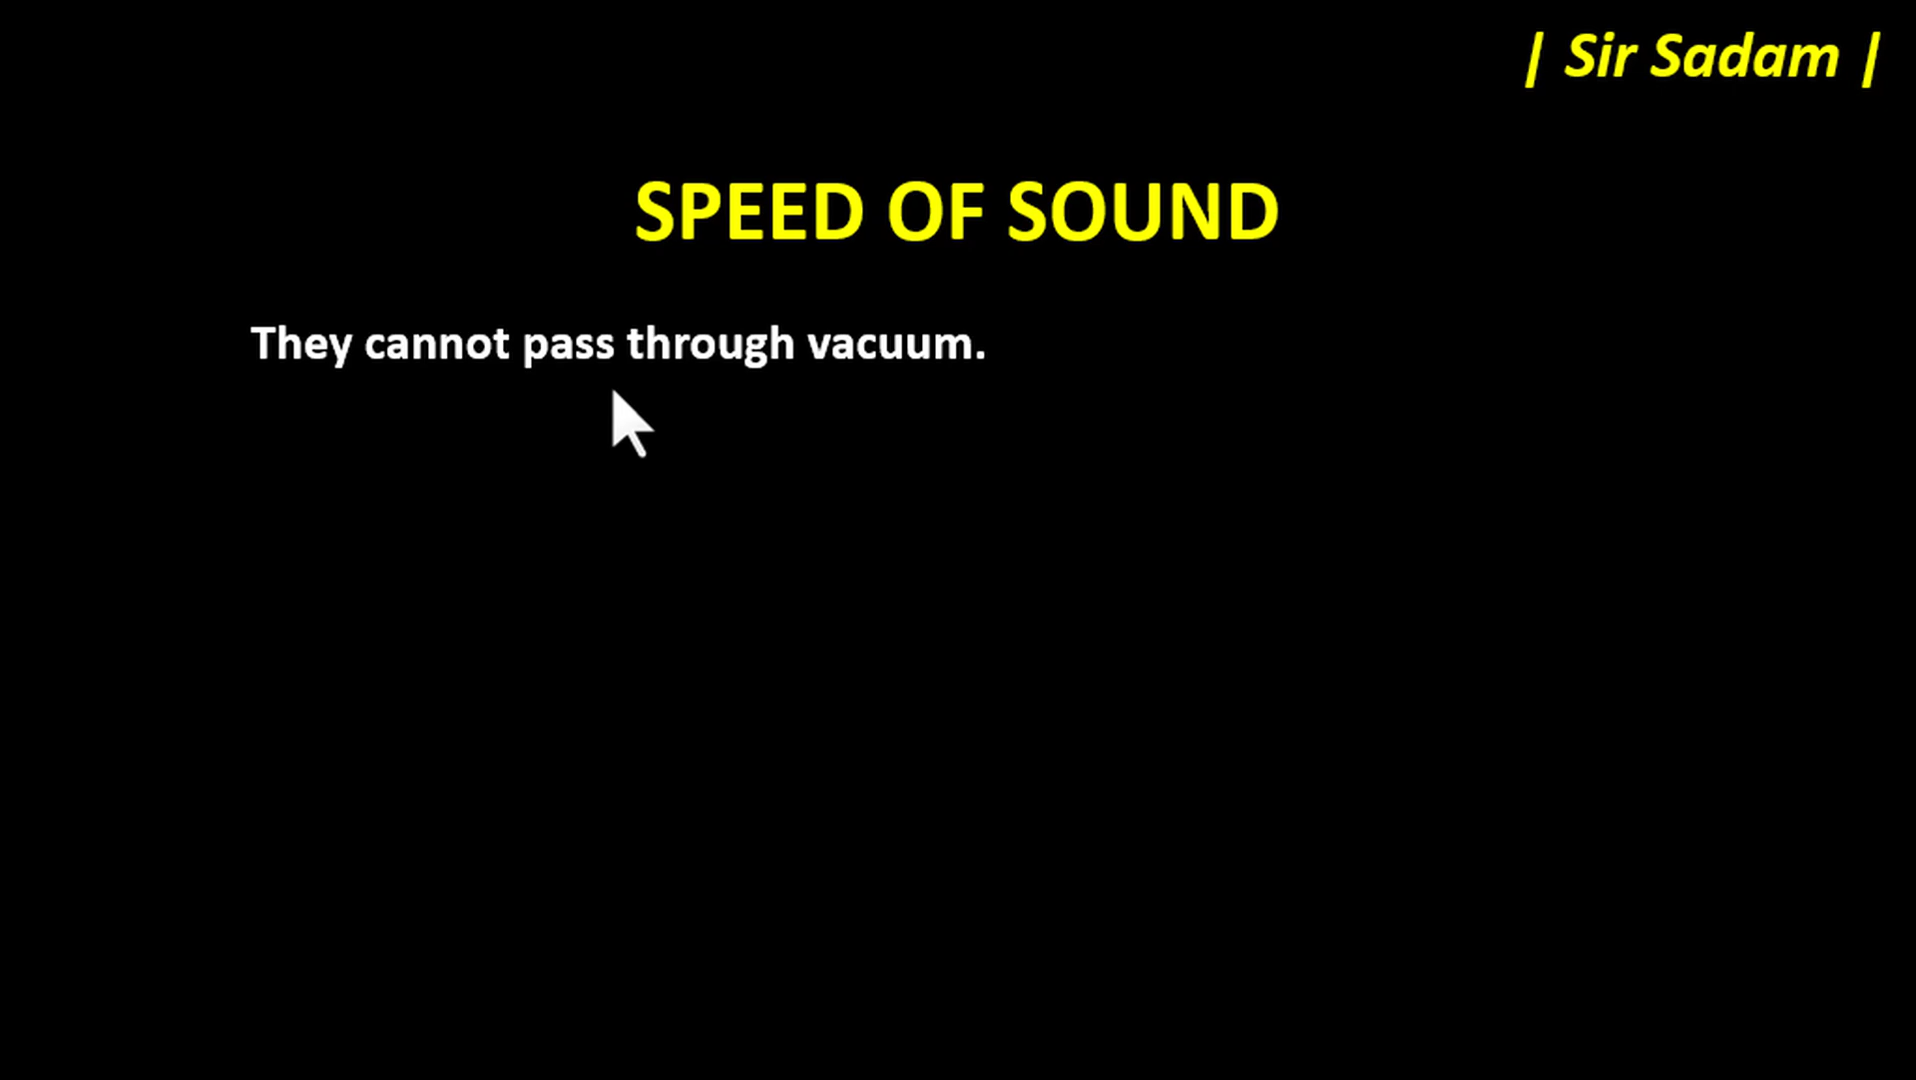 | Sir Sadam |
SPEED OF SOUND
They cannot pass through vacuum.